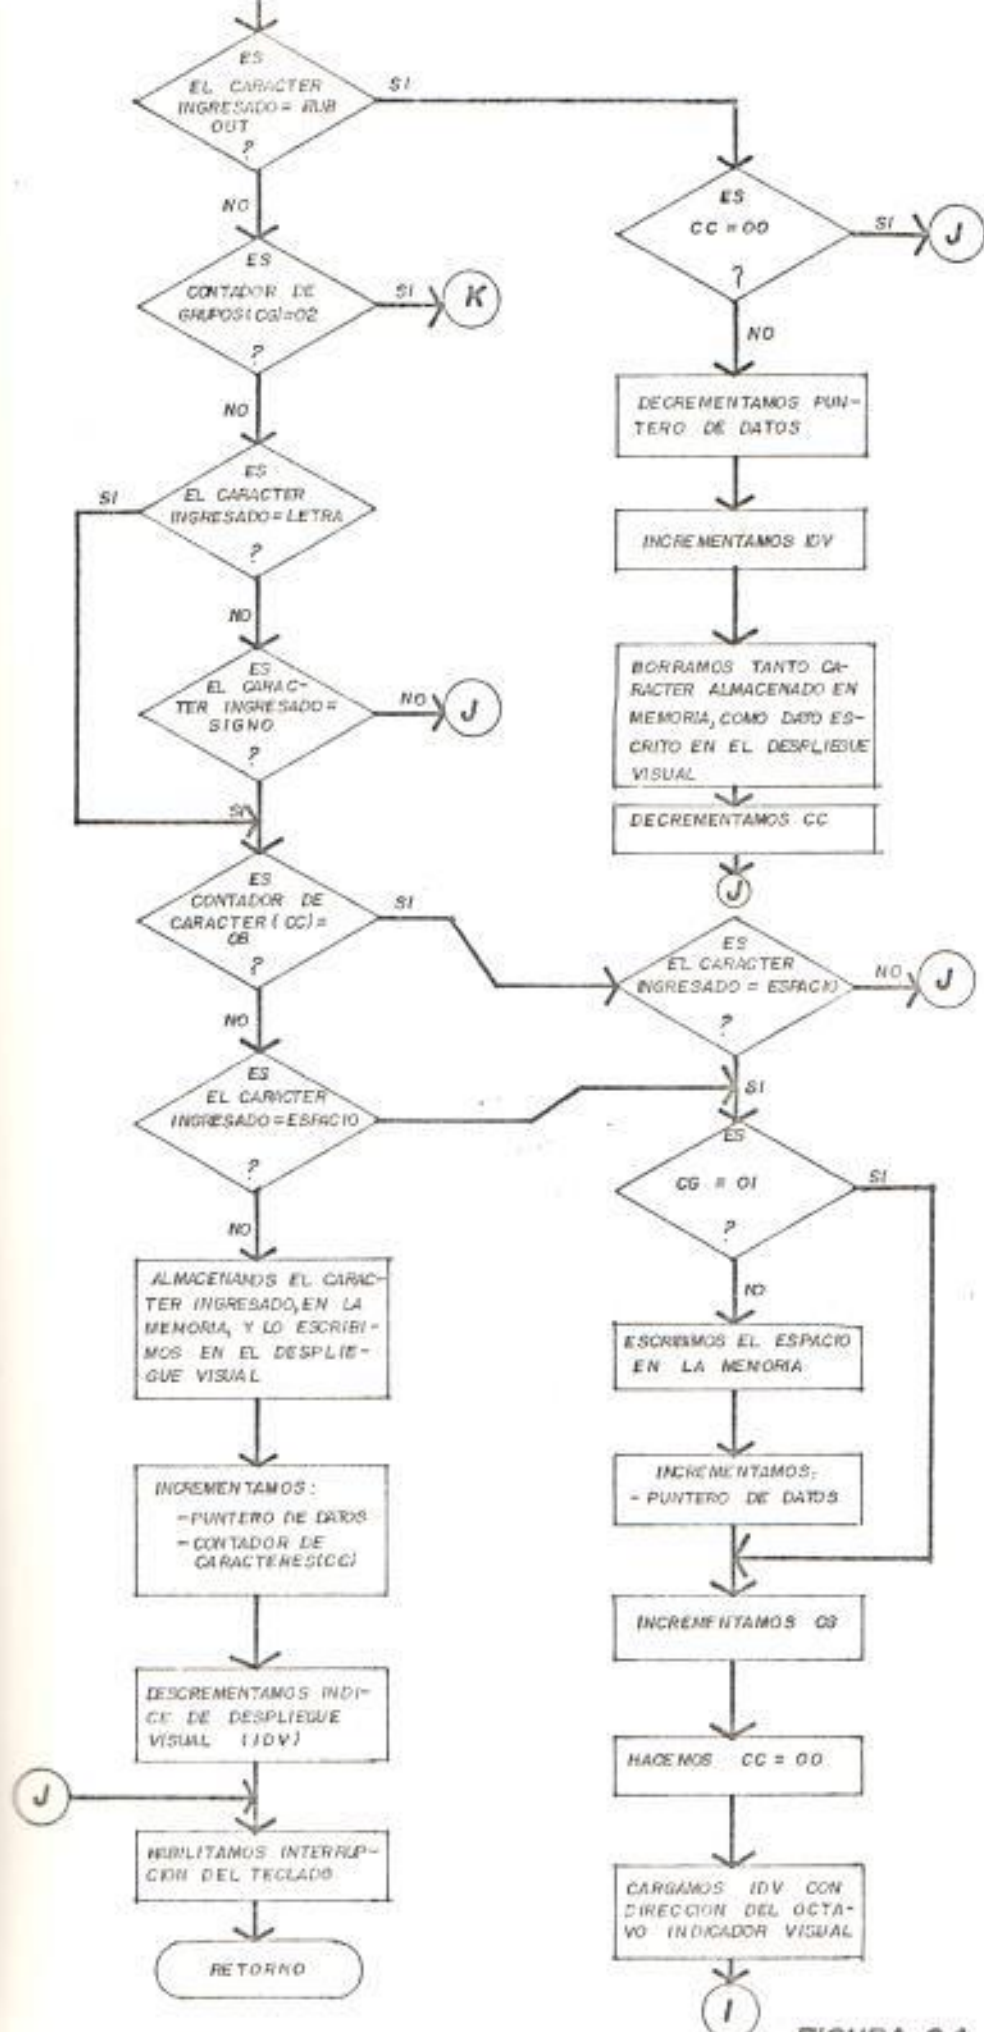 ES
EL CARACTER
INGRESADO = RUB
OUT
?
SI
NO
ES
CC = 00
?
SI
J
NO
ES
CONTADOR DE
GRUPOS (CG)=02
?
SI
K
NO
DECREMENTAMOS PUN-
TERO DE DATOS
ES
EL CARACTER
INGRESADO = LETRA
?
SI
NO
INCREMENTAMOS IDV
ES
EL CARAC-
TER INGRESADO =
SIGNO
?
NO
J
SI
BORRAMOS TANTO CA-
RACTER ALMACENADO EN
MEMORIA, COMO DATO ES-
CRITO EN EL DESPLIEGUE
VISUAL
DECREMENTAMOS CC
J
ES
CONTADOR DE
CARACTER (CC) =
08
?
SI
NO
ES
EL CARACTER
INGRESADO = ESPACIO
?
NO
J
SI
ES
EL CARACTER
INGRESADO = ESPACIO
?
NO
ES
CG = 01
?
SI
NO
ALMACENAMOS EL CARAC-
TER INGRESADO, EN LA
MEMORIA, Y LO ESCRIBI-
MOS EN EL DESPLIE-
GUE VISUAL
ESCRIBIMOS EL ESPACIO
EN LA MEMORIA
INCREMENTAMOS:
- PUNTERO DE DATOS
- CONTADOR DE
CARACTERES(CC)
INCREMENTAMOS:
- PUNTERO DE DATOS
INCREMENTAMOS CG
DESCREMENTAMOS INDI-
CE DE DESPLIEGUE
VISUAL (IDV)
HACEMOS CC = 00
J
HABILITAMOS INTERRUP-
CION DEL TECLADO
CARGAMOS IDV CON
DIRECCION DEL OCTA-
VO INDICADOR VISUAL
RETORNO
I
FIGURA